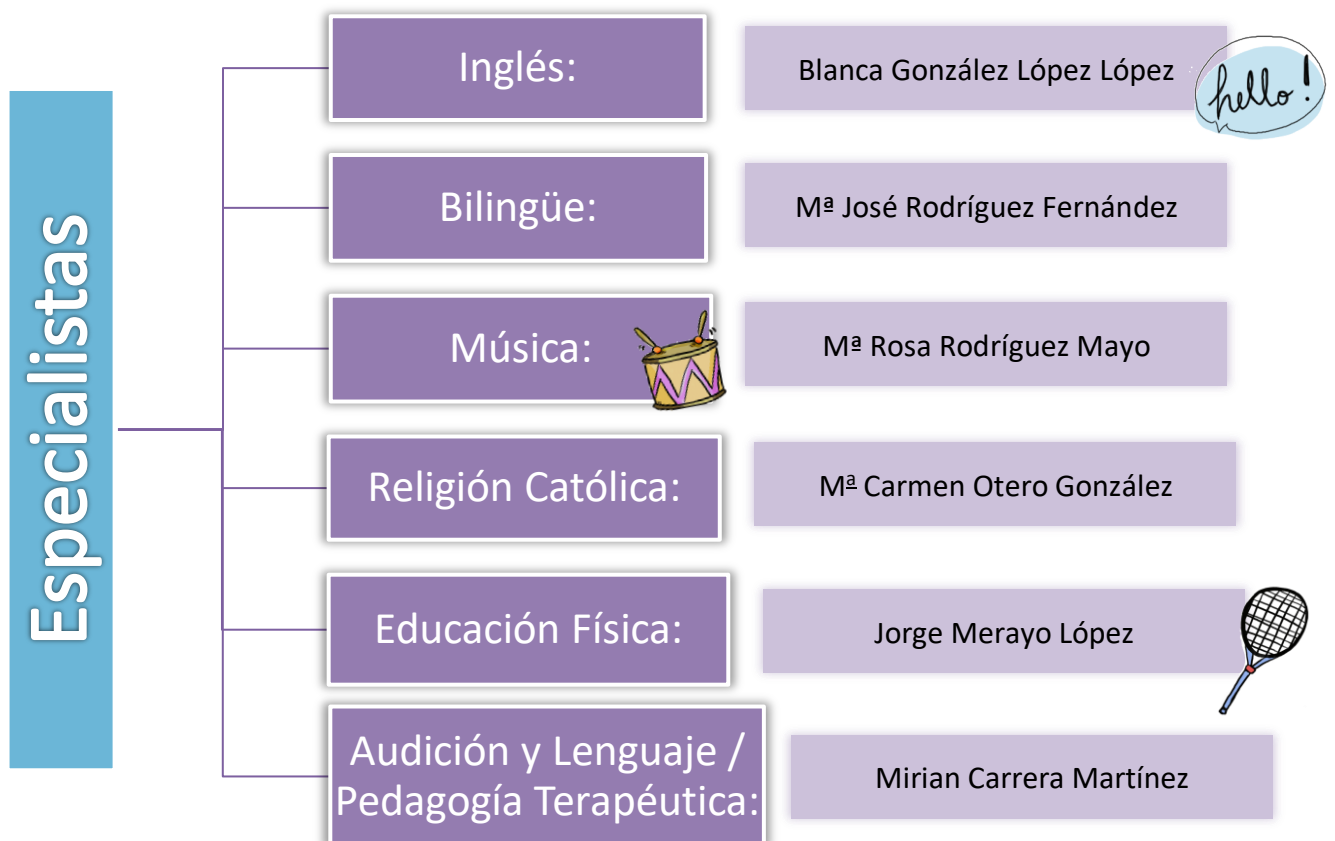 Especialistas
Inglés:
Blanca González López López
hello!
Bilingüe:
Mª José Rodríguez Fernández
Música:
Mª Rosa Rodríguez Mayo
Religión Católica:
Mª Carmen Otero González
Educación Física:
Jorge Merayo López
Audición y Lenguaje /
Pedagogía Terapéutica:
Mirian Carrera Martínez